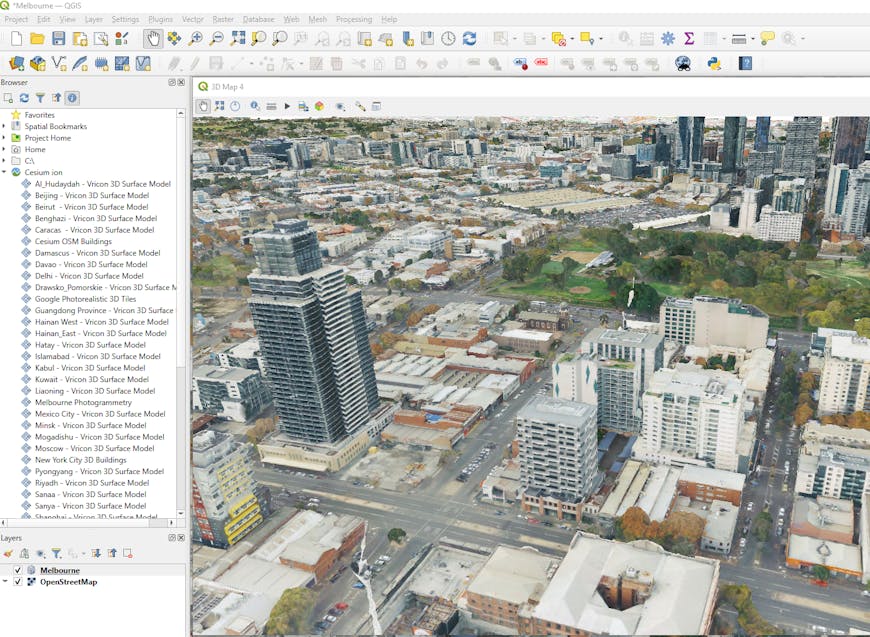 *Melbourne — QGIS
Project Edit View Layer Settings Plugins Vector Raster Database Web Mesh Processing Help
Browser
Favorites
Spatial Bookmarks
Project Home
Home
C:\
Cesium ion
Al_Hudaydah - Vricon 3D Surface Model
Beijing - Vricon 3D Surface Model
Beirut - Vricon 3D Surface Model
Benghazi - Vricon 3D Surface Model
Caracas - Vricon 3D Surface Model
Cesium OSM Buildings
Damascus - Vricon 3D Surface Model
Davao - Vricon 3D Surface Model
Delhi - Vricon 3D Surface Model
Drawsko_Pomorskie - Vricon 3D Surface M
Google Photorealistic 3D Tiles
Guangdong Province - Vricon 3D Surface
Hainan West - Vricon 3D Surface Model
Hainan_East - Vricon 3D Surface Model
Hatay - Vricon 3D Surface Model
Islamabad - Vricon 3D Surface Model
Kabul - Vricon 3D Surface Model
Kuwait - Vricon 3D Surface Model
Liaoning - Vricon 3D Surface Model
Melbourne Photogrammetry
Mexico City - Vricon 3D Surface Model
Minsk - Vricon 3D Surface Model
Mogadishu - Vricon 3D Surface Model
Moscow - Vricon 3D Surface Model
New York City 3D Buildings
Pyongyang - Vricon 3D Surface Model
Riyadh - Vricon 3D Surface Model
Sanaa - Vricon 3D Surface Model
Sanya - Vricon 3D Surface Model
Shanghai - Vricon 3D Surface Model
Layers
Melbourne
OpenStreetMap
3D Map 4